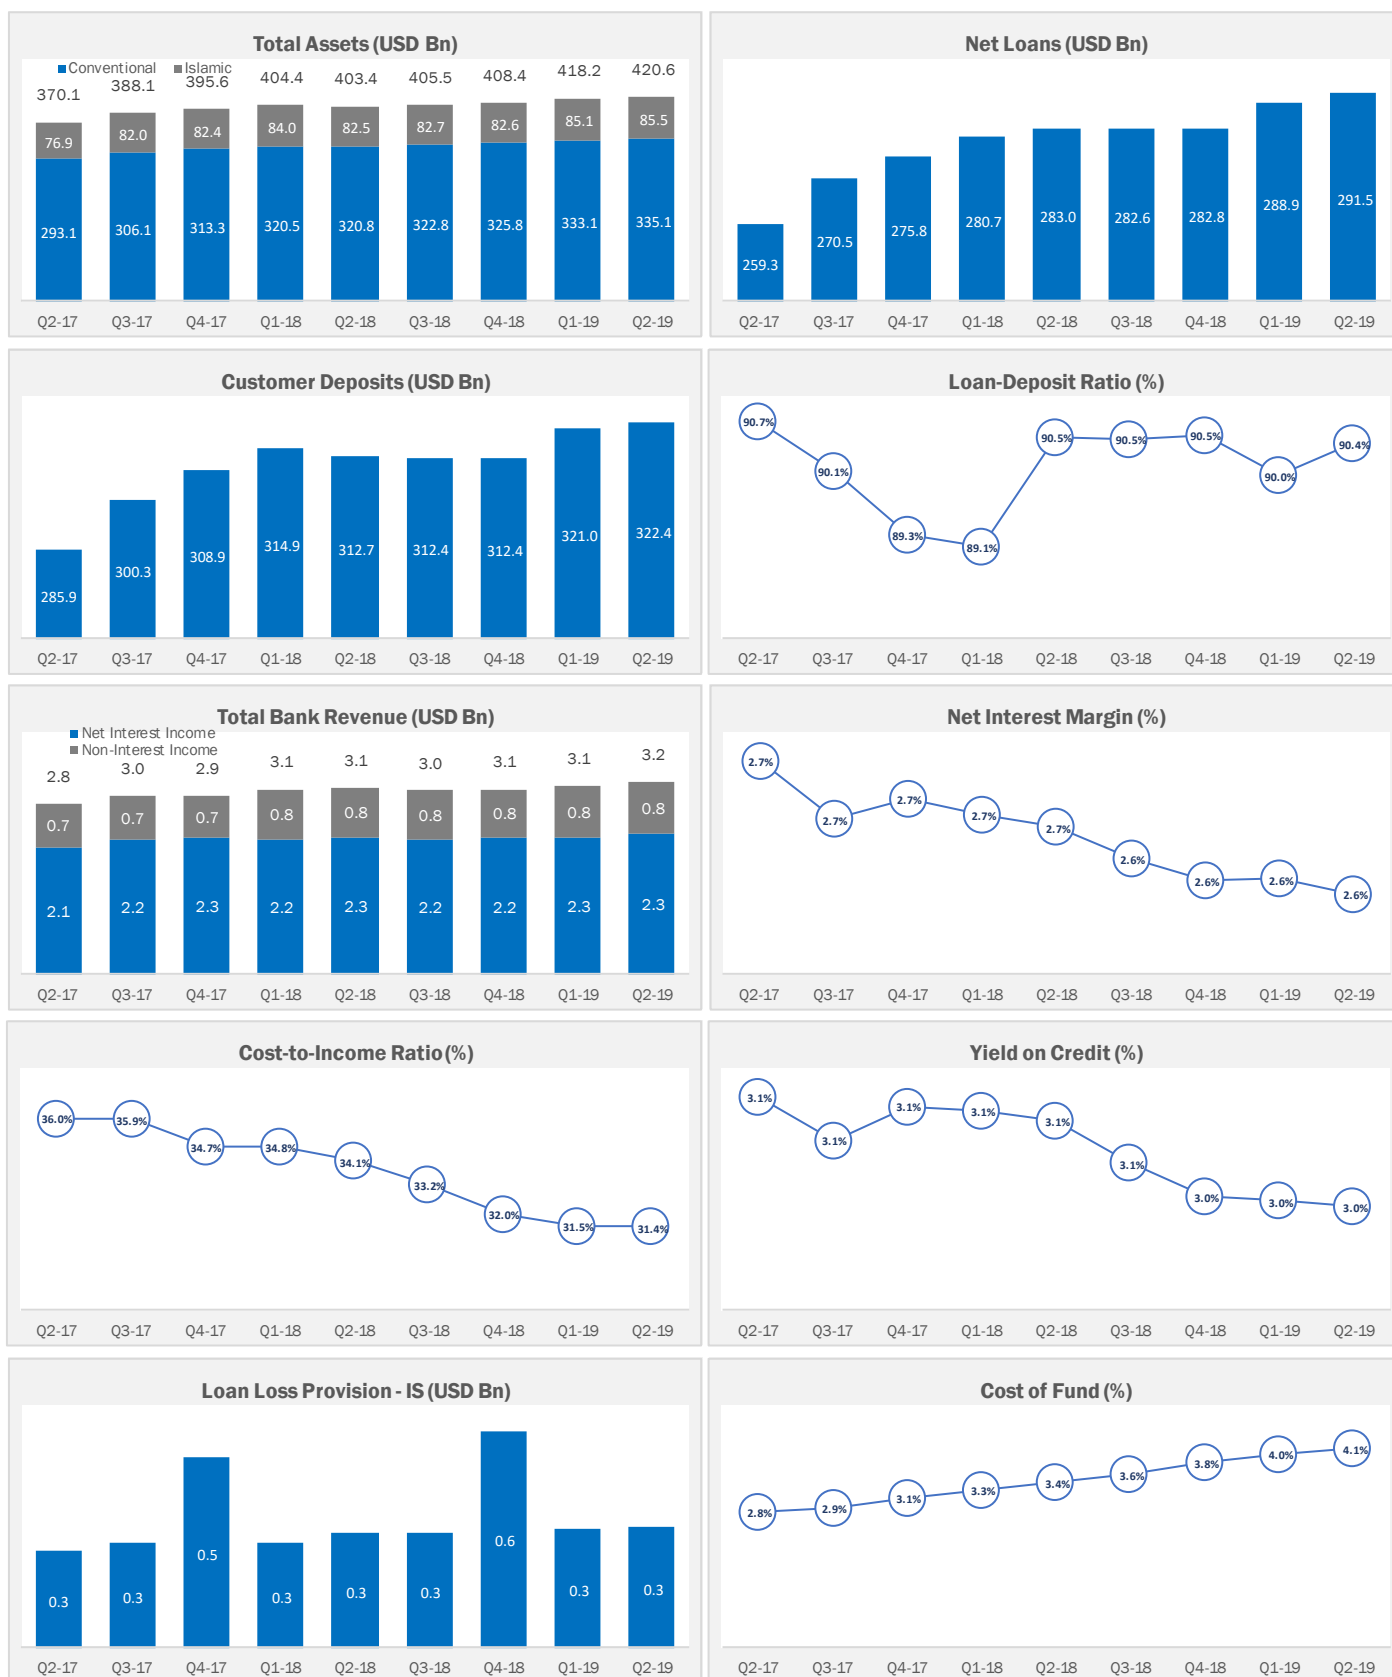 Total Assets (USD Bn)
Conventional Islamic
370.1 388.1 395.6 404.4 403.4 405.5 408.4 418.2 420.6
76.9 82.0 82.4 84.0 82.5 82.7 82.6 85.1 85.5
293.1 306.1 313.3 320.5 320.8 322.8 325.8 333.1 335.1
Q2-17 Q3-17 Q4-17 Q1-18 Q2-18 Q3-18 Q4-18 Q1-19 Q2-19
Net Loans (USD Bn)
259.3 270.5 275.8 280.7 283.0 282.6 282.8 288.9 291.5
Q2-17 Q3-17 Q4-17 Q1-18 Q2-18 Q3-18 Q4-18 Q1-19 Q2-19
Customer Deposits (USD Bn)
285.9 300.3 308.9 314.9 312.7 312.4 312.4 321.0 322.4
Q2-17 Q3-17 Q4-17 Q1-18 Q2-18 Q3-18 Q4-18 Q1-19 Q2-19
Loan-Deposit Ratio (%)
90.7% 90.1% 89.3% 89.1% 90.5% 90.5% 90.5% 90.0% 90.4%
Q2-17 Q3-17 Q4-17 Q1-18 Q2-18 Q3-18 Q4-18 Q1-19 Q2-19
Total Bank Revenue (USD Bn)
Net Interest Income
Non-Interest Income
2.8 3.0 2.9 3.1 3.1 3.0 3.1 3.1 3.2
0.7 0.7 0.7 0.8 0.8 0.8 0.8 0.8 0.8
2.1 2.2 2.3 2.2 2.3 2.2 2.2 2.3 2.3
Q2-17 Q3-17 Q4-17 Q1-18 Q2-18 Q3-18 Q4-18 Q1-19 Q2-19
Net Interest Margin (%)
2.7% 2.7% 2.7% 2.7% 2.7% 2.6% 2.6% 2.6% 2.6%
Q2-17 Q3-17 Q4-17 Q1-18 Q2-18 Q3-18 Q4-18 Q1-19 Q2-19
Cost-to-Income Ratio (%)
36.0% 35.9% 34.7% 34.8% 34.1% 33.2% 32.0% 31.5% 31.4%
Q2-17 Q3-17 Q4-17 Q1-18 Q2-18 Q3-18 Q4-18 Q1-19 Q2-19
Yield on Credit (%)
3.1% 3.1% 3.1% 3.1% 3.1% 3.1% 3.0% 3.0% 3.0%
Q2-17 Q3-17 Q4-17 Q1-18 Q2-18 Q3-18 Q4-18 Q1-19 Q2-19
Loan Loss Provision - IS (USD Bn)
0.3 0.3 0.5 0.3 0.3 0.3 0.6 0.3 0.3
Q2-17 Q3-17 Q4-17 Q1-18 Q2-18 Q3-18 Q4-18 Q1-19 Q2-19
Cost of Fund (%)
2.8% 2.9% 3.1% 3.3% 3.4% 3.6% 3.8% 4.0% 4.1%
Q2-17 Q3-17 Q4-17 Q1-18 Q2-18 Q3-18 Q4-18 Q1-19 Q2-19